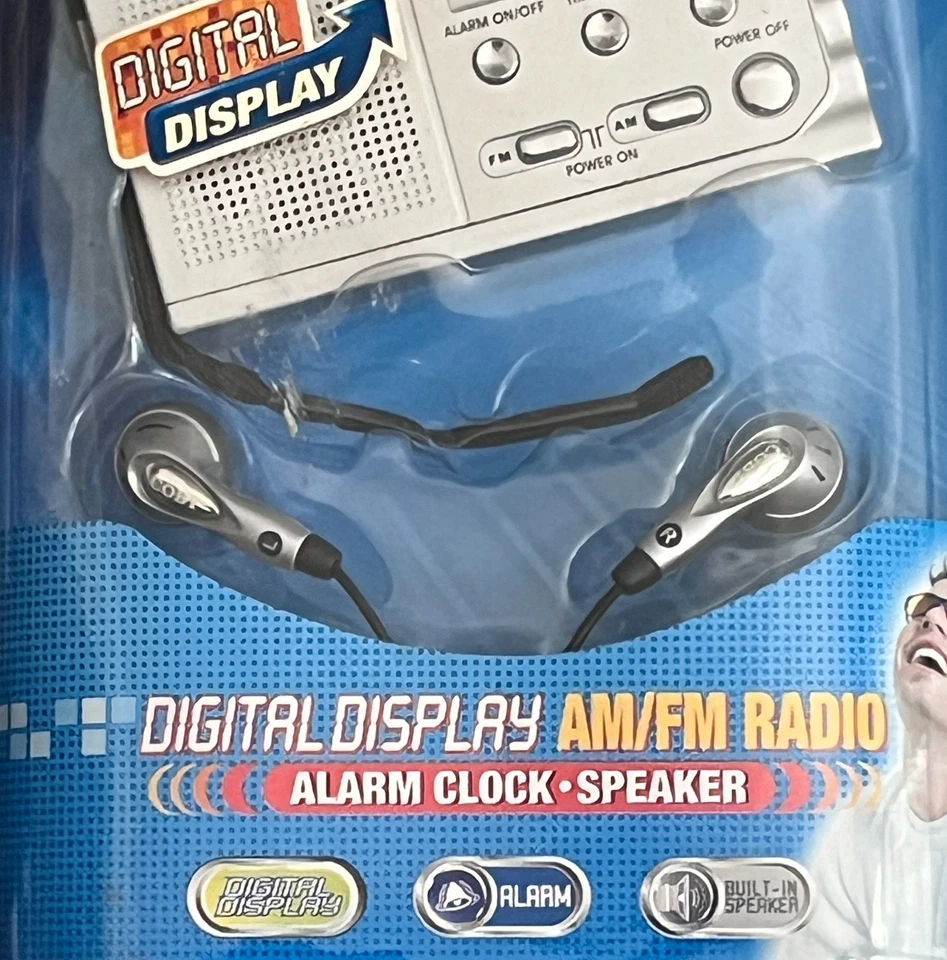 ALARM ON/OFF
DIGITAL
DISPLAY
POWER OFF
FM
AM
POWER ON
COBY
L
R
DIGITAL DISPLAY AM/FM RADIO
ALARM CLOCK • SPEAKER
DIGITAL
DISPLAY
ALARM
BUILT-IN
SPEAKER